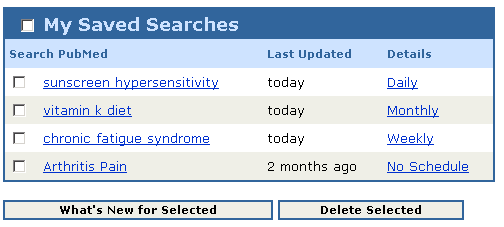 My Saved Searches
Search PubMed Last Updated Details
sunscreen hypersensitivity today Daily
vitamin k diet today Monthly
chronic fatigue syndrome today Weekly
Arthritis Pain 2 months ago No Schedule
What's New for Selected Delete Selected